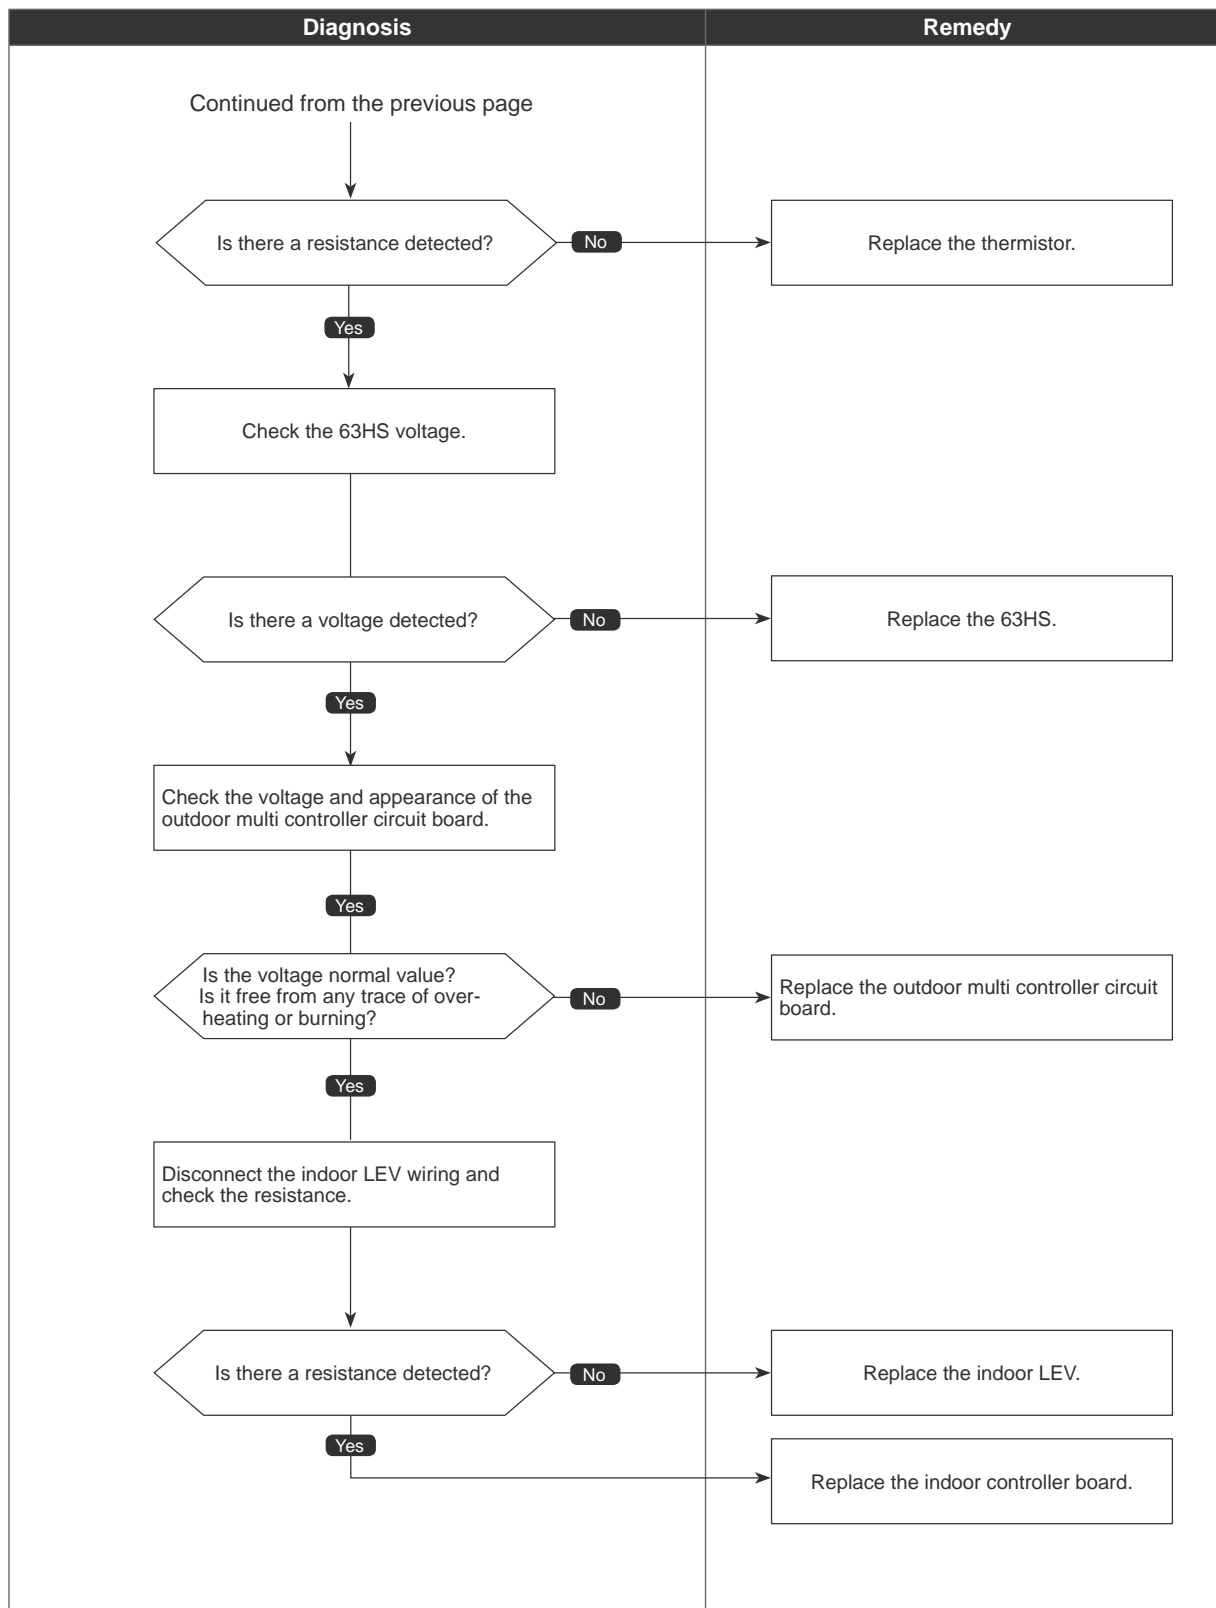 Diagnosis
Remedy
Continued from the previous page
Is there a resistance detected?
No
Replace the thermistor.
Yes
Check the 63HS voltage.
Is there a voltage detected?
No
Replace the 63HS.
Yes
Check the voltage and appearance of the
outdoor multi controller circuit board.
Yes
Is the voltage normal value?
Is it free from any trace of over-
heating or burning?
No
Replace the outdoor multi controller circuit
board.
Yes
Disconnect the indoor LEV wiring and
check the resistance.
Is there a resistance detected?
No
Replace the indoor LEV.
Yes
Replace the indoor controller board.